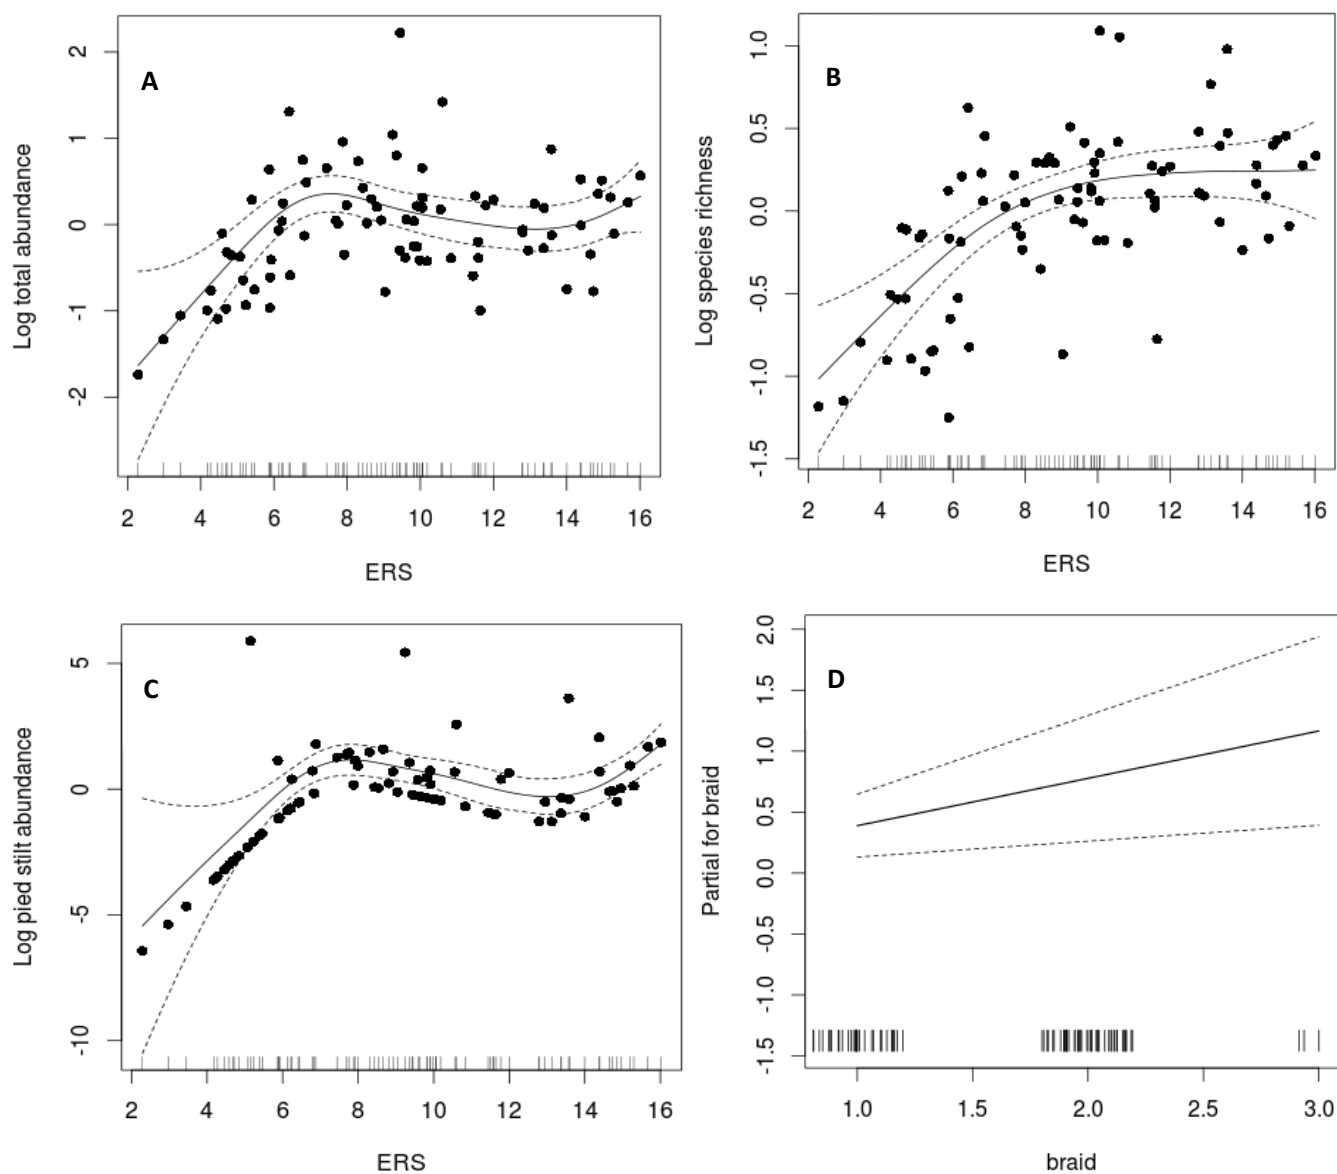 A
Log total abundance
2
1
0
-1
-2
2 4 6 8 10 12 14 16
ERS
B
Log species richness
1.0
0.5
0.0
-0.5
-1.0
-1.5
2 4 6 8 10 12 14 16
ERS
C
Log pied stilt abundance
5
0
-5
-10
2 4 6 8 10 12 14 16
ERS
D
Partial for braid
2.0
1.5
1.0
0.5
0.0
-0.5
-1.0
-1.5
1.0 1.5 2.0 2.5 3.0
braid